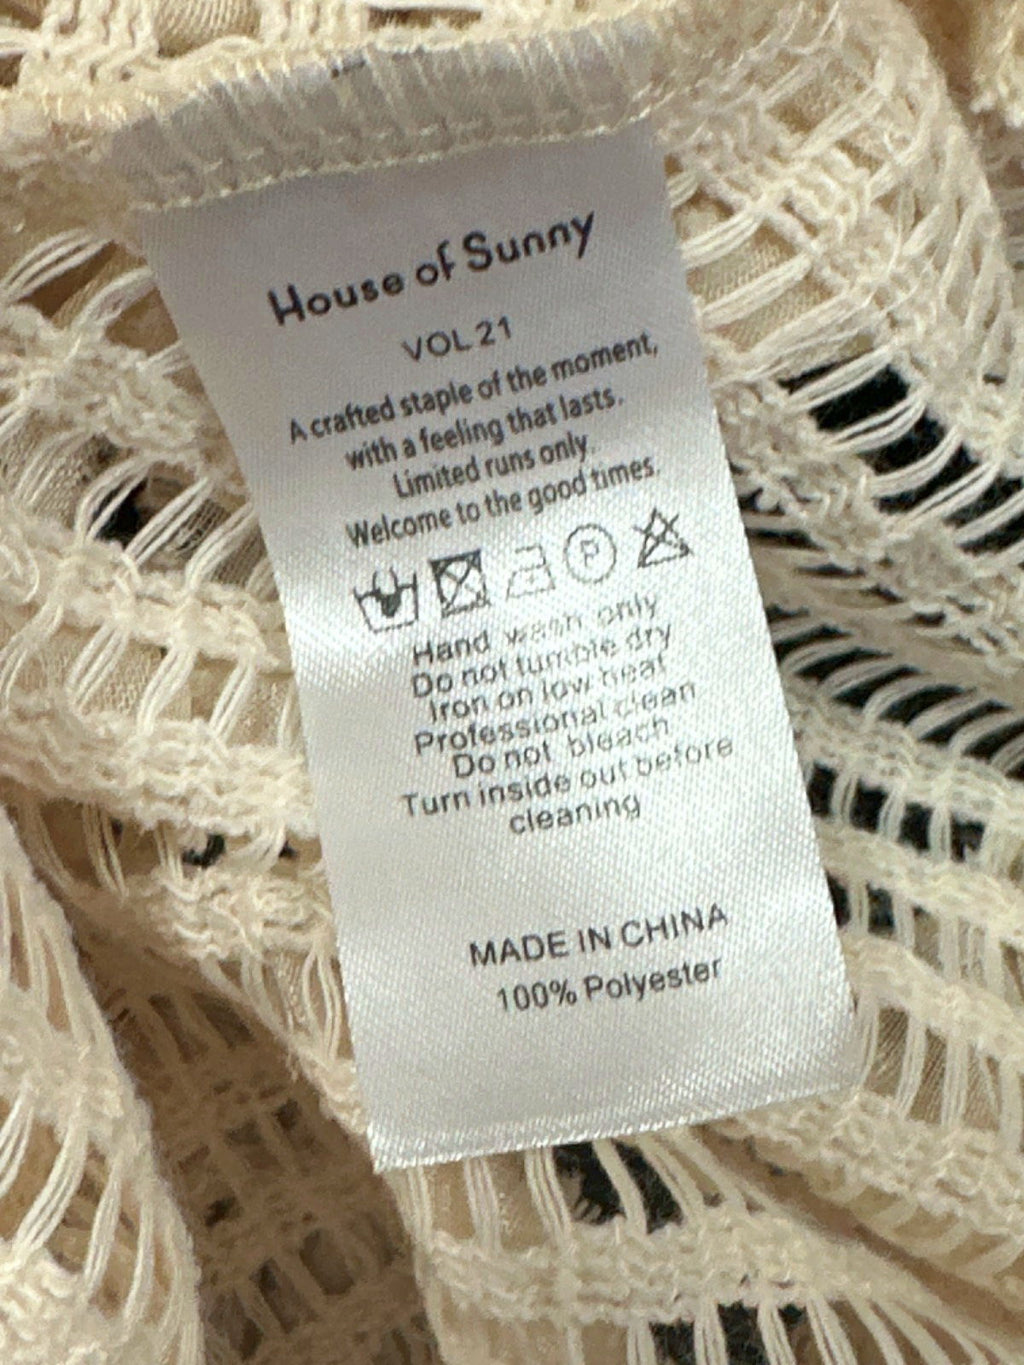 House of Sunny
VOL 21
A crafted staple of the moment,
with a feeling that lasts.
Limited runs only.
Welcome to the good times.
P
Hand wash only
Do not tumble dry
Iron on low heat
Professional clean
Do not bleach
Turn inside out before
cleaning
MADE IN CHINA
100% Polyester